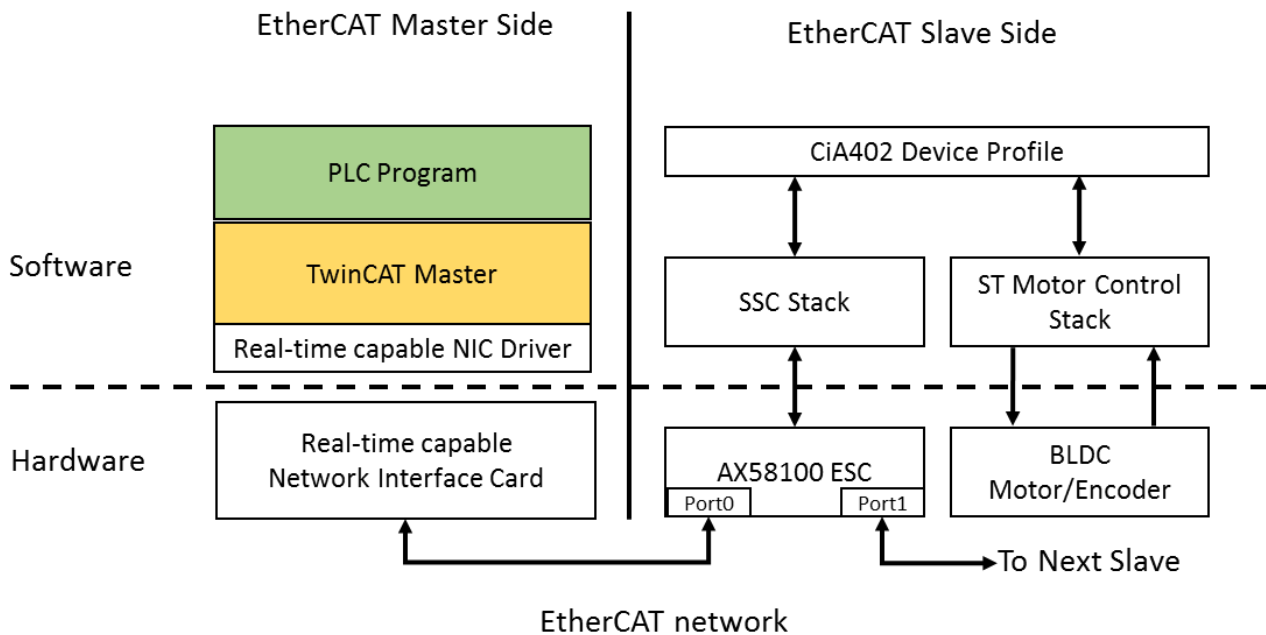 EtherCAT Master Side
EtherCAT Slave Side
PLC Program
CiA402 Device Profile
Software
TwinCAT Master
SSC Stack
ST Motor Control
Stack
Real-time capable NIC Driver
Hardware
Real-time capable
Network Interface Card
AX58100 ESC
Port0
Port1
BLDC
Motor/Encoder
To Next Slave
EtherCAT network